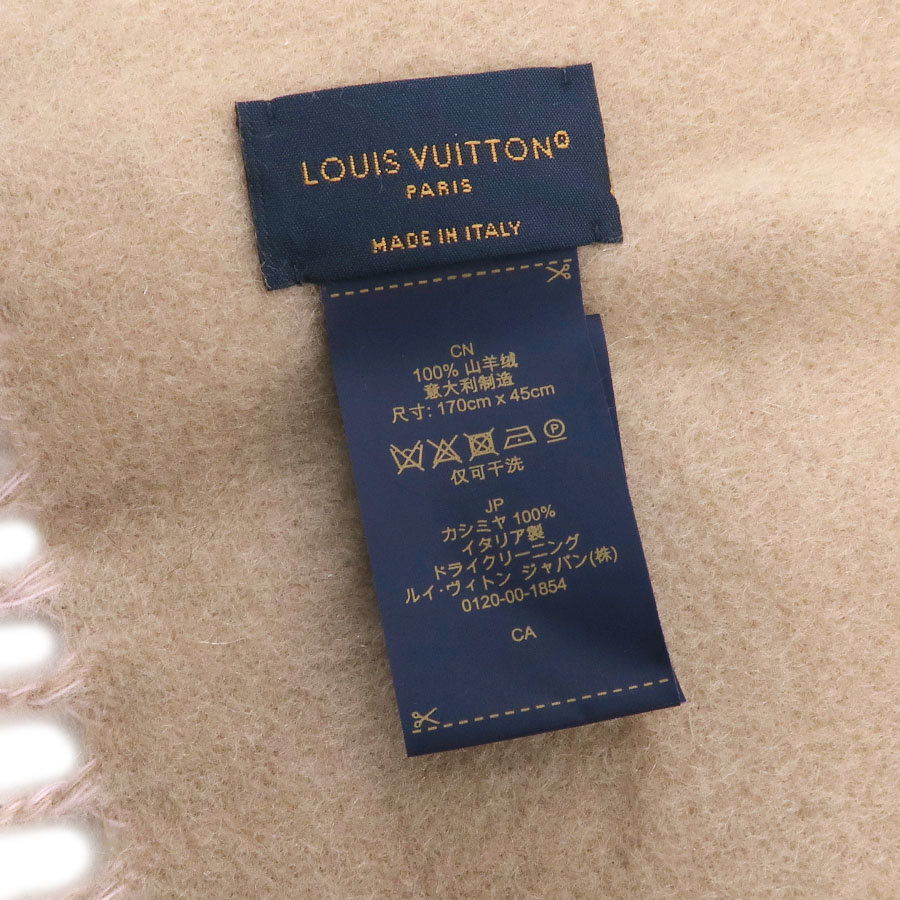 LOUIS VUITTON®
PARIS
MADE IN ITALY
CN
100% 山羊绒
意大利制造
尺寸: 170cm x 45cm
P
仅可干洗
JP
カシミヤ 100%
イタリア製
ドライクリーニング
ルイ・ヴィトン ジャパン(株)
0120-00-1854
CA